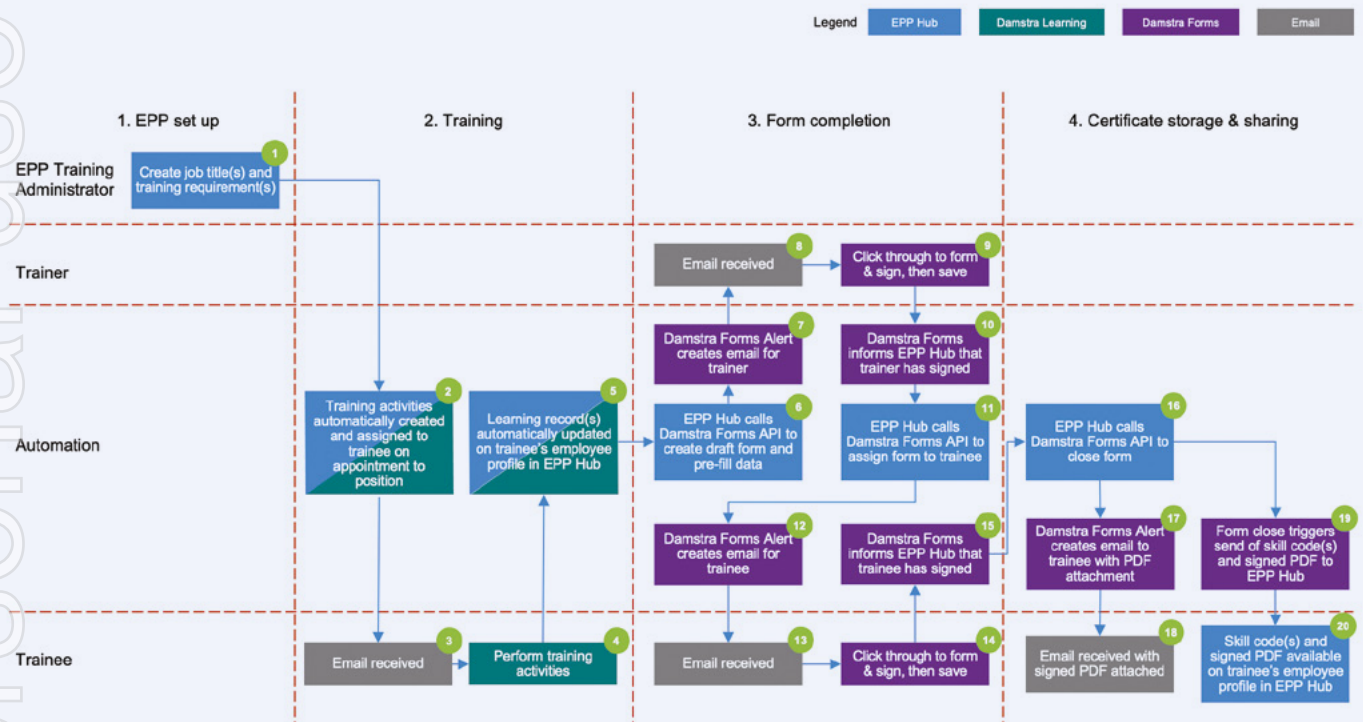 Legend
EPP Hub
Damstra Learning
Damstra Forms
Email
1. EPP set up
2. Training
3. Form completion
4. Certificate storage & sharing
EPP Training
Administrator
1
Create job title(s) and
training requirement(s)
Trainer
8
Email received
9
Click through to form
& sign, then save
Automation
2
Training activities
automatically created
and assigned to
trainee on
appointment to
position
5
Learning record(s)
automatically updated
on trainee's employee
profile in EPP Hub
7
Damstra Forms Alert
creates email for
trainer
10
Damstra Forms
informs EPP Hub that
trainer has signed
6
EPP Hub calls
Damstra Forms API to
create draft form and
pre-fill data
11
EPP Hub calls
Damstra Forms API to
assign form to trainee
16
EPP Hub calls
Damstra Forms API to
close form
12
Damstra Forms Alert
creates email for
trainee
15
Damstra Forms
informs EPP Hub that
trainee has signed
17
Damstra Forms Alert
creates email to
trainee with PDF
attachment
19
Form close triggers
send of skill code(s)
and signed PDF to
EPP Hub
Trainee
3
Email received
4
Perform training
activities
13
Email received
14
Click through to form
& sign, then save
18
Email received with
signed PDF attached
20
Skill code(s) and
signed PDF available
on trainee's employee
profile in EPP Hub